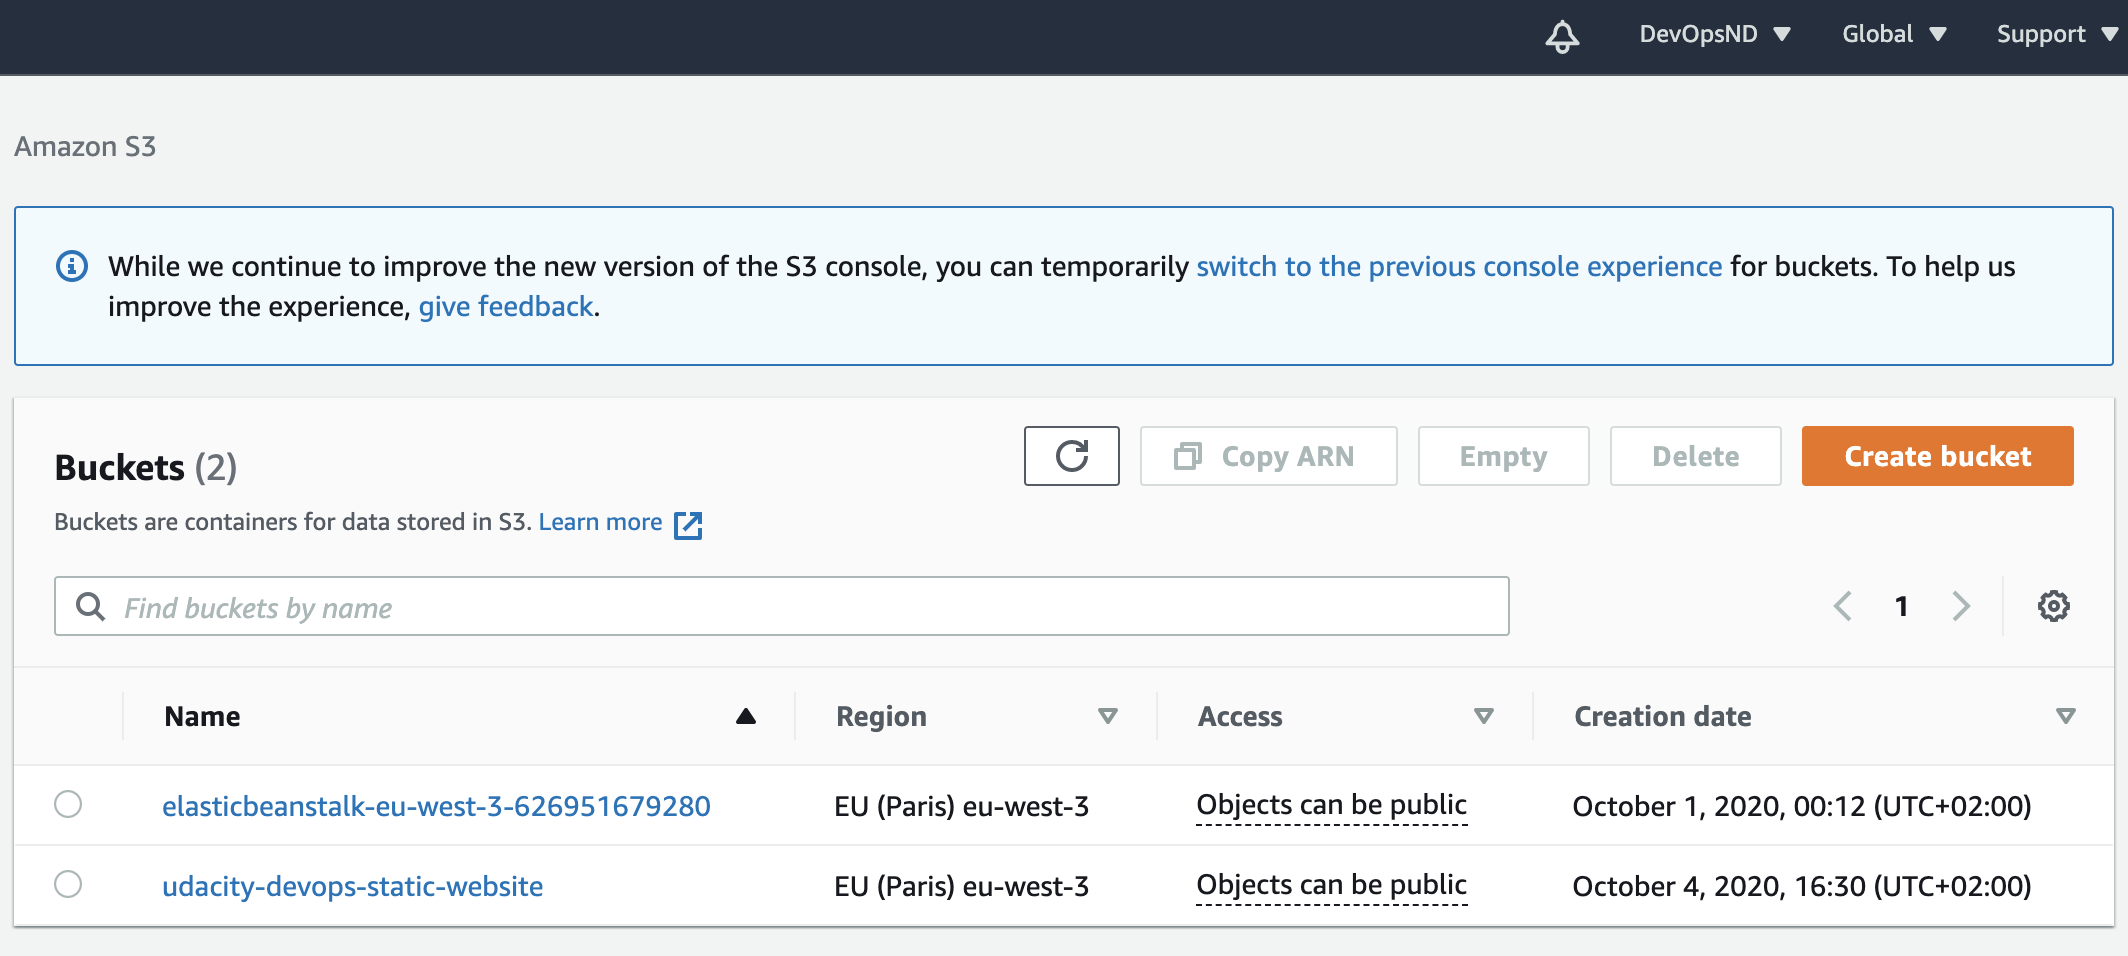 DevOpsND Global Support
Amazon S3
While we continue to improve the new version of the S3 console, you can temporarily switch to the previous console experience for buckets. To help us
improve the experience, give feedback.
Buckets (2)
Copy ARN Empty Delete Create bucket
Buckets are containers for data stored in S3. Learn more
Find buckets by name
1
Name Region Access Creation date
elasticbeanstalk-eu-west-3-626951679280 EU (Paris) eu-west-3 Objects can be public October 1, 2020, 00:12 (UTC+02:00)
udacity-devops-static-website EU (Paris) eu-west-3 Objects can be public October 4, 2020, 16:30 (UTC+02:00)